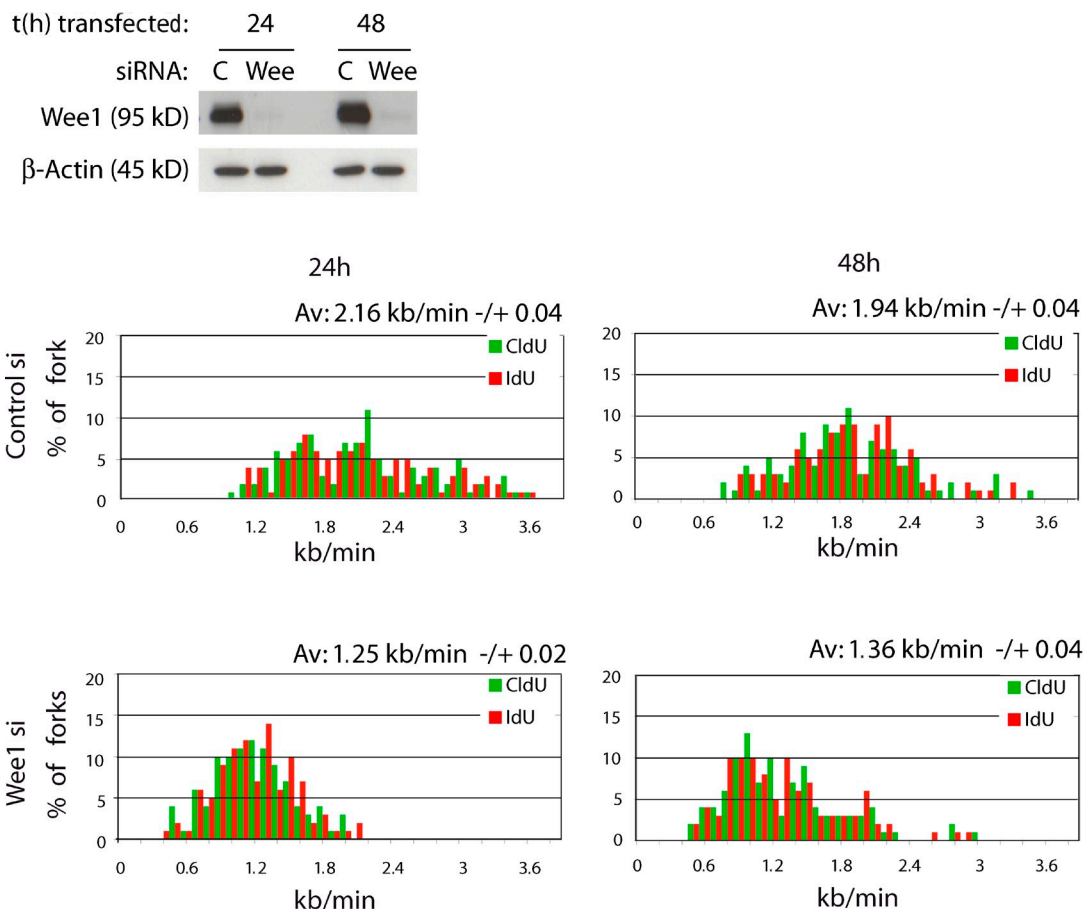 t(h) transfected: 24 48
siRNA: C Wee C Wee
Wee1 (95 kD)
β-Actin (45 kD)
24h
48h
Av: 2.16 kb/min -/+ 0.04
Av: 1.94 kb/min -/+ 0.04
Control si
% of fork
20
15
10
5
0
CldU
IdU
0 0.6 1.2 1.8 2.4 3 3.6
kb/min
20
15
10
5
0
CldU
IdU
0 0.6 1.2 1.8 2.4 3 3.6
kb/min
Av: 1.25 kb/min -/+ 0.02
Av: 1.36 kb/min -/+ 0.04
Wee1 si
% of forks
20
15
10
5
0
CldU
IdU
0 0.6 1.2 1.8 2.4 3 3.6
kb/min
20
15
10
5
0
CldU
IdU
0 0.6 1.2 1.8 2.4 3 3.6
kb/min